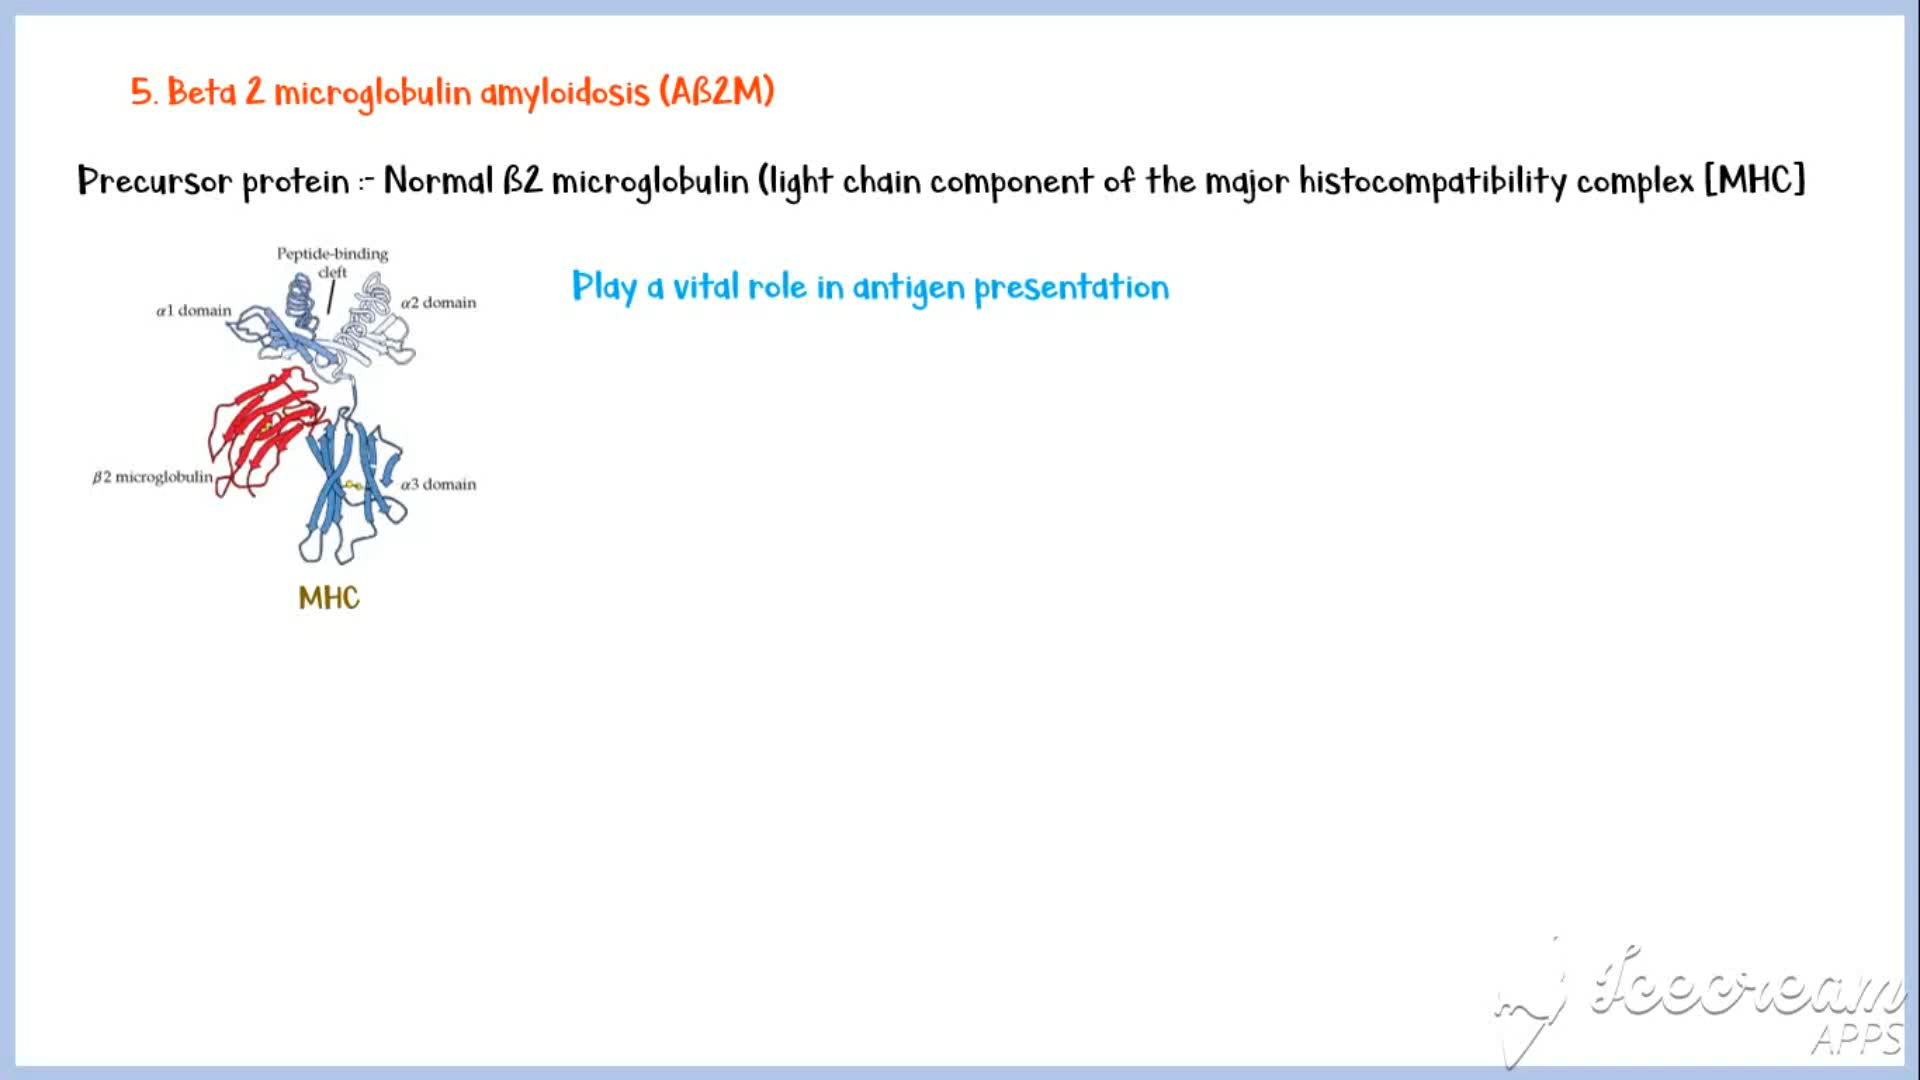 5. Beta 2 microglobulin amyloidosis (Aß2M)
Precursor protein :- Normal ß2 microglobulin (light chain component of the major histocompatibility complex [MHC]
Peptide-binding
cleft
α1 domain
α2 domain
Play a vital role in antigen presentation
β2 microglobulin
α3 domain
MHC
Icecream
APPS